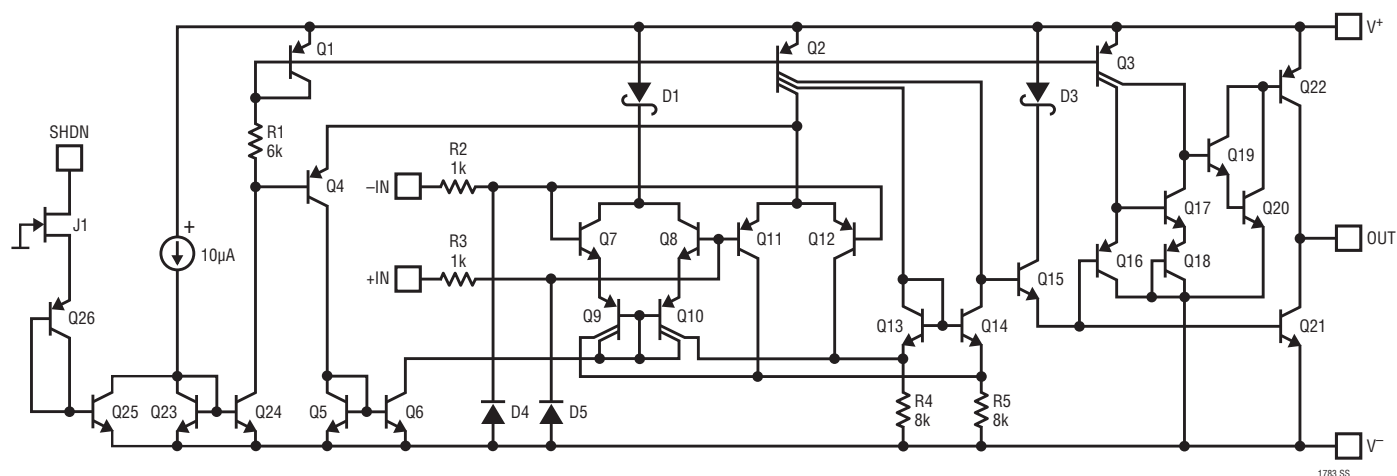 V⁺
Q1
Q2
Q3
Q22
D1
D3
SHDN
R1
6k
R2
1k
Q4
–IN
Q19
J1
+
10µA
R3
1k
+IN
Q7
Q8
Q11
Q12
Q17
Q20
OUT
Q16
Q18
Q15
Q26
Q9
Q10
Q13
Q14
Q21
Q25
Q23
Q24
Q5
Q6
D4
D5
R4
8k
R5
8k
V⁻
1783 SS